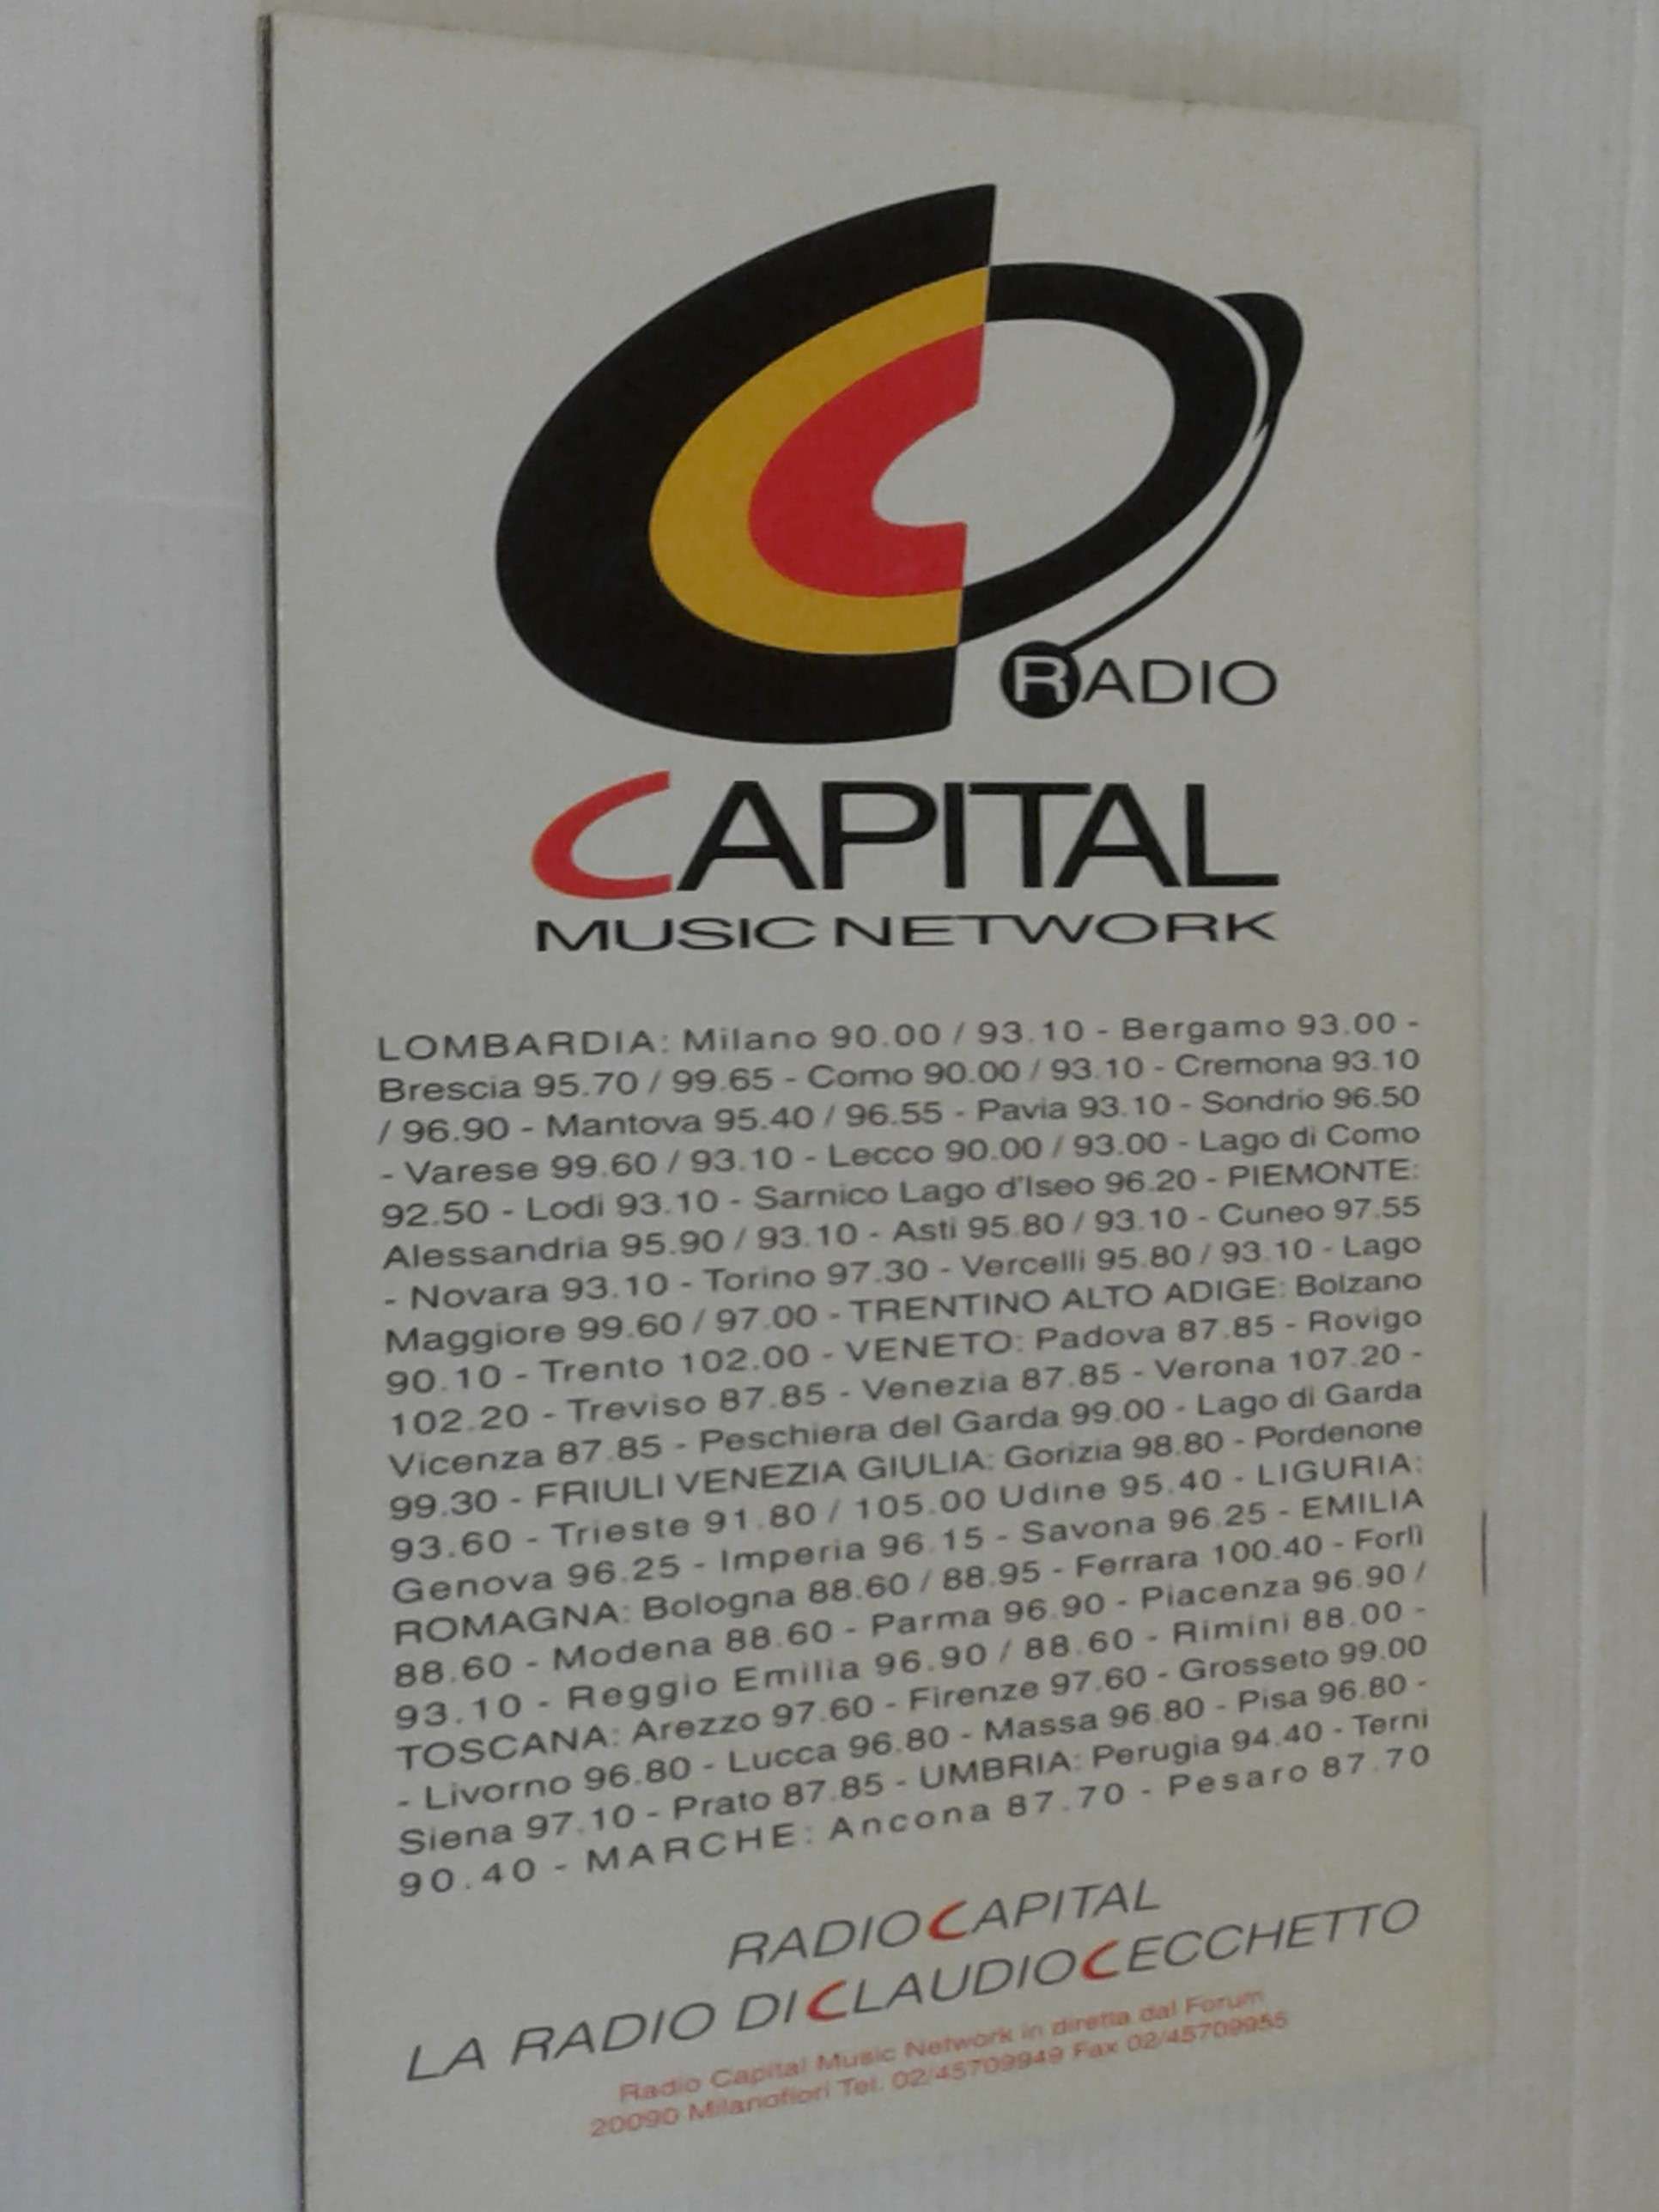 RADIO
CAPITAL
MUSIC NETWORK
LOMBARDIA: Milano 90.00 / 93.10 - Bergamo 93.00 -
Brescia 95.70 / 99.65 - Como 90.00 / 93.10 - Cremona 93.10
/ 96.90 - Mantova 95.40 / 96.55 - Pavia 93.10 - Sondrio 96.50
- Varese 99.60 / 93.10 - Lecco 90.00 / 93.00 - Lago di Como
92.50 - Lodi 93.10 - Sarnico Lago d'Iseo 96.20 - PIEMONTE:
Alessandria 95.90 / 93.10 - Asti 95.80 / 93.10 - Cuneo 97.55
- Novara 93.10 - Torino 97.30 - Vercelli 95.80 / 93.10 - Lago
Maggiore 99.60 / 97.00 - TRENTINO ALTO ADIGE: Bolzano
90.10 - Trento 102.00 - VENETO: Padova 87.85 - Rovigo
102.20 - Treviso 87.85 - Venezia 87.85 - Verona 107.20 -
Vicenza 87.85 - Peschiera del Garda 99.00 - Lago di Garda
99.30 - FRIULI VENEZIA GIULIA: Gorizia 98.80 - Pordenone
93.60 - Trieste 91.80 / 105.00 Udine 95.40 - LIGURIA:
Genova 96.25 - Imperia 96.15 - Savona 96.25 - EMILIA
ROMAGNA: Bologna 88.60 / 88.95 - Ferrara 100.40 - Forlì
88.60 - Modena 88.60 - Parma 96.90 - Piacenza 96.90 /
93.10 - Reggio Emilia 96.90 / 88.60 - Rimini 88.00 -
TOSCANA: Arezzo 97.60 - Firenze 97.60 - Grosseto 99.00
- Livorno 96.80 - Lucca 96.80 - Massa 96.80 - Pisa 96.80 -
Siena 97.10 - Prato 87.85 - UMBRIA: Perugia 94.40 - Terni
90.40 - MARCHE: Ancona 87.70 - Pesaro 87.70
RADIOCAPITAL
LA RADIO DI CLAUDIOCECCHETTO
Radio Capital Music Network in diretta dal Forum
20090 Milanofiori Tel. 02/45709949 Fax 02/45709955